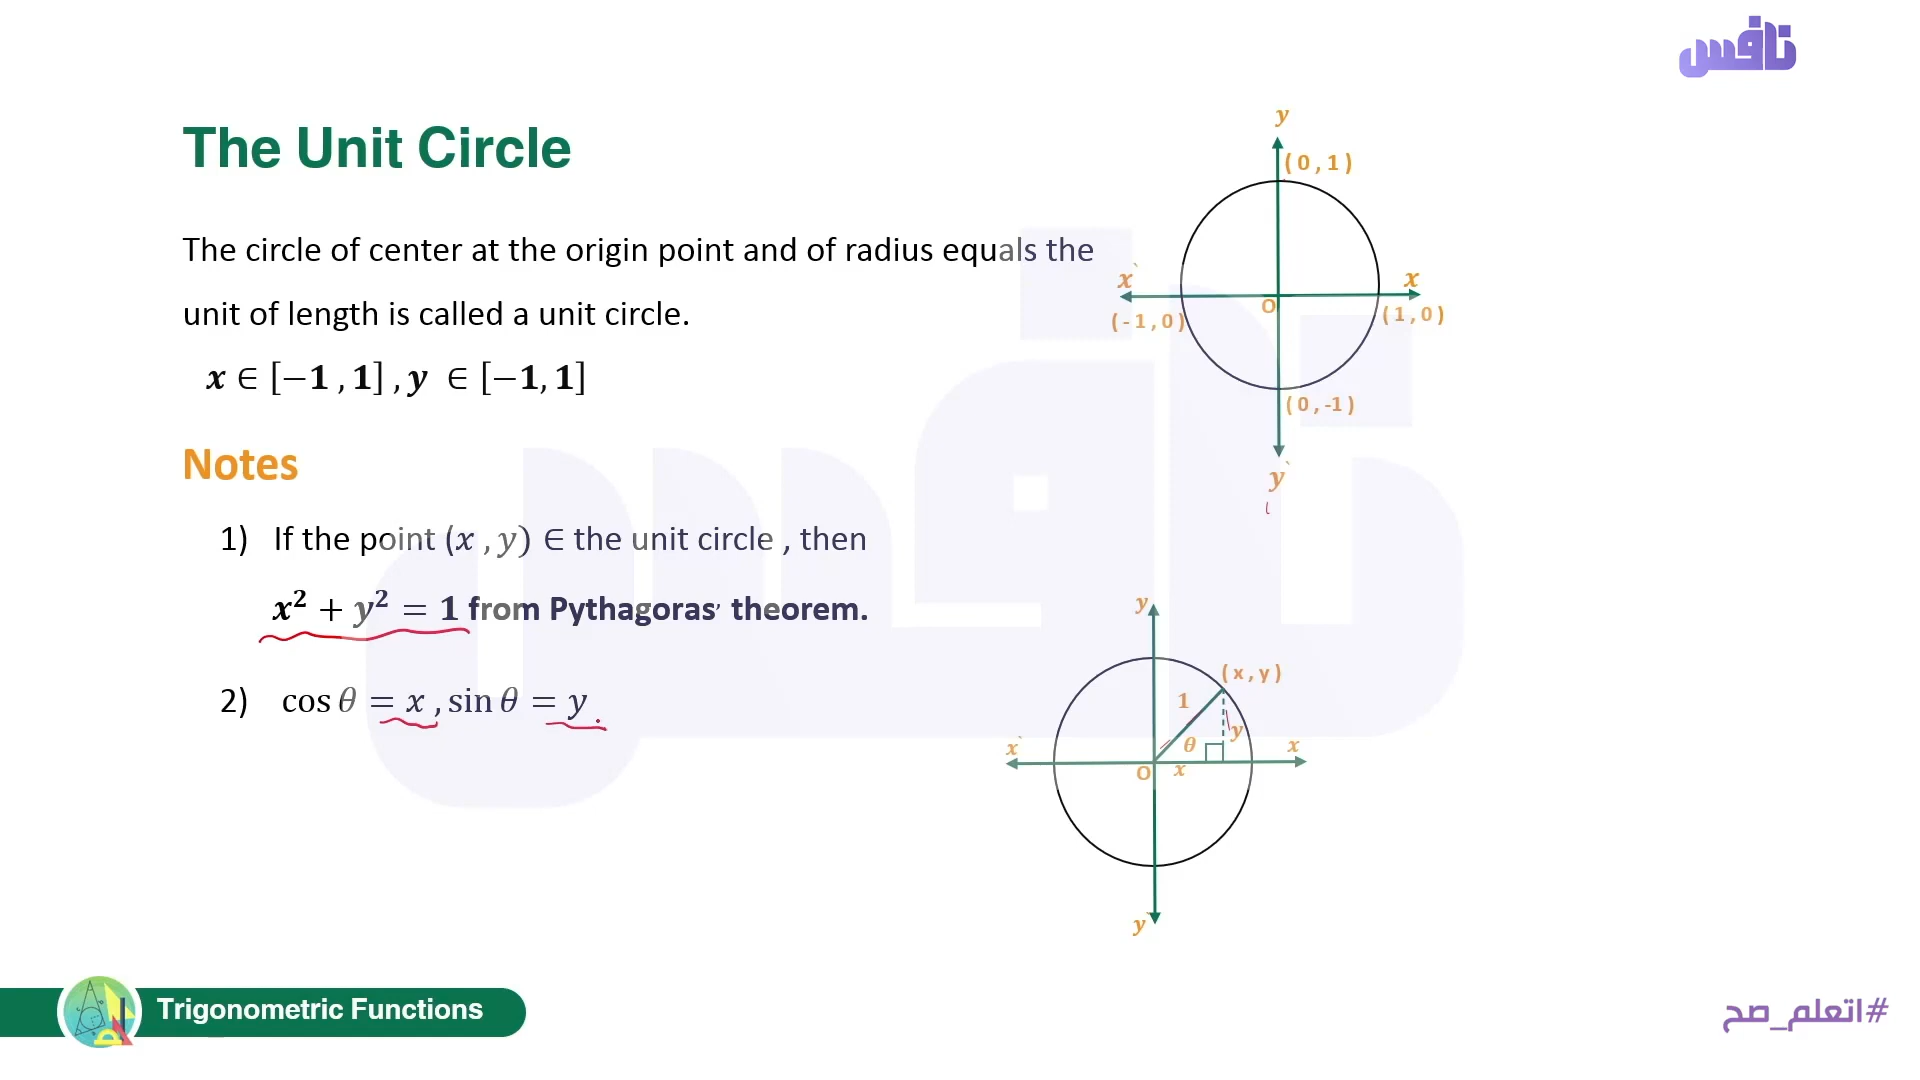 نافس
The Unit Circle
The circle of center at the origin point and of radius equals the
unit of length is called a unit circle.
x ∈ [−1 , 1] , y ∈ [−1, 1]
Notes
1) If the point (x , y) ∈ the unit circle , then
x² + y² = 1 from Pythagoras’ theorem.
2) cos θ = x , sin θ = y .
y
( 0 , 1 )
x`
x
O
( - 1 , 0 )
( 1 , 0 )
( 0 , -1 )
y`
y
( x , y )
1
y
θ
x`
x
O
x
y`
Trigonometric Functions
#اتعلم_صح